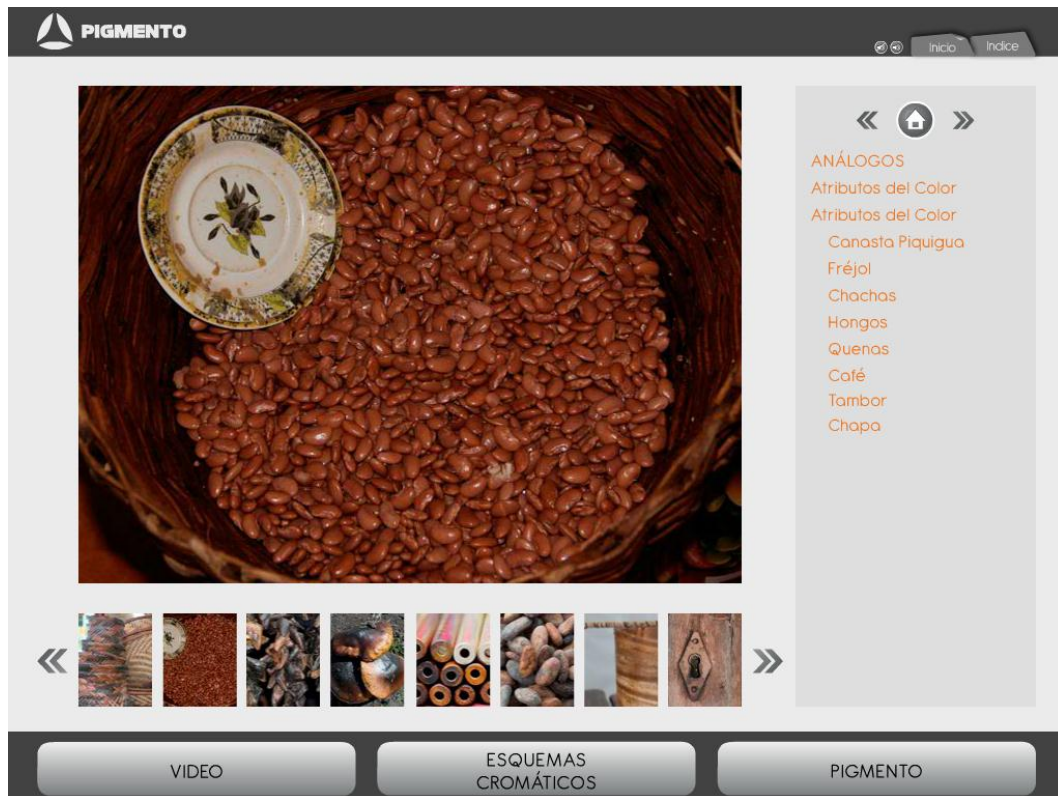 PIGMENTO
Inicio
Indice
ANÁLOGOS
Atributos del Color
Atributos del Color
Canasta Piquigua
Fréjol
Chachas
Hongos
Quenas
Café
Tambor
Chapa
VIDEO
ESQUEMAS
CROMÁTICOS
PIGMENTO